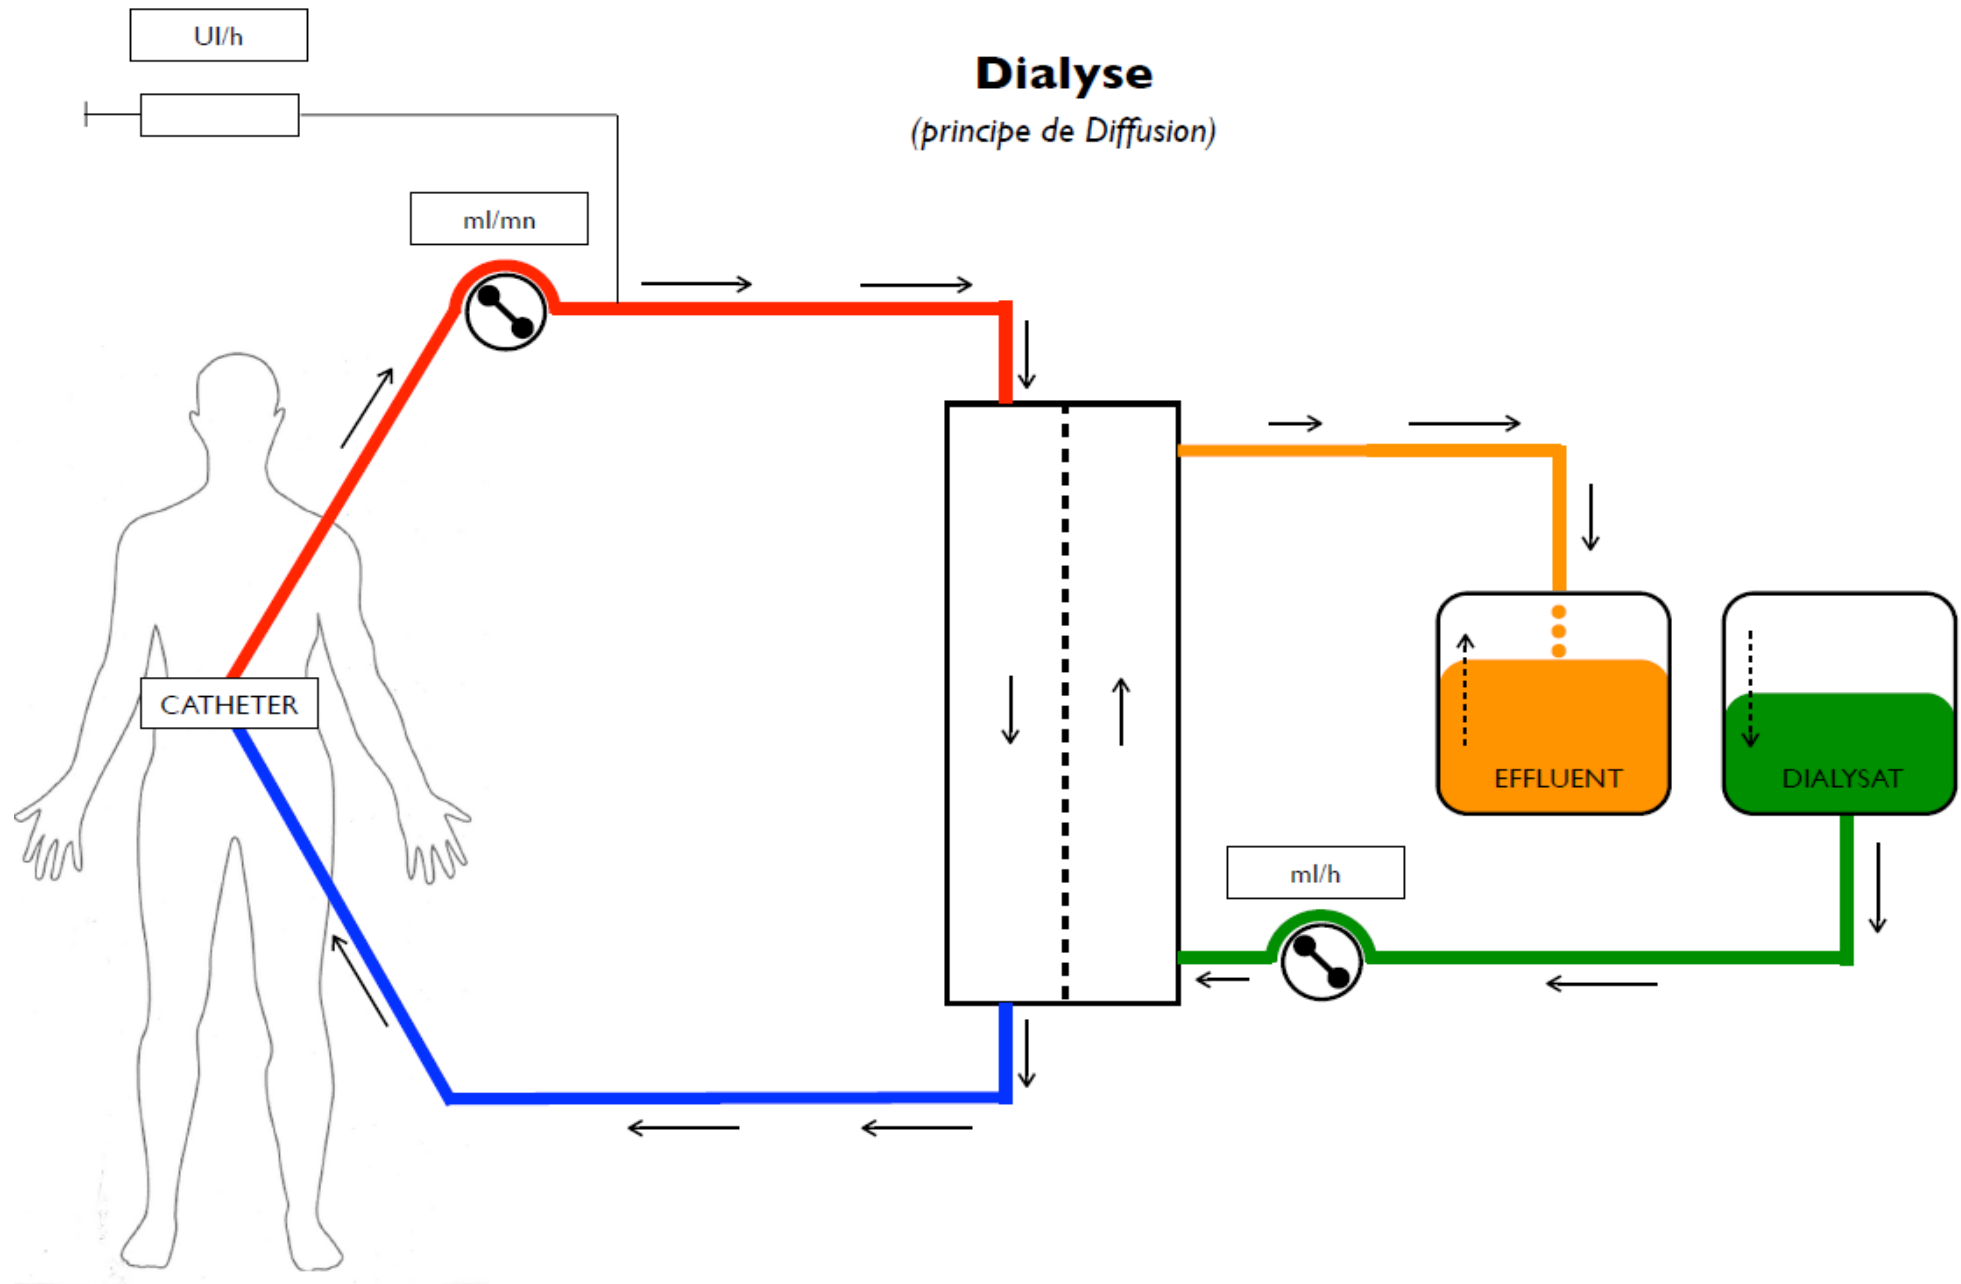 UI/h
Dialyse
(principe de Diffusion)
ml/mn
CATHETER
EFFLUENT
DIALYSAT
ml/h